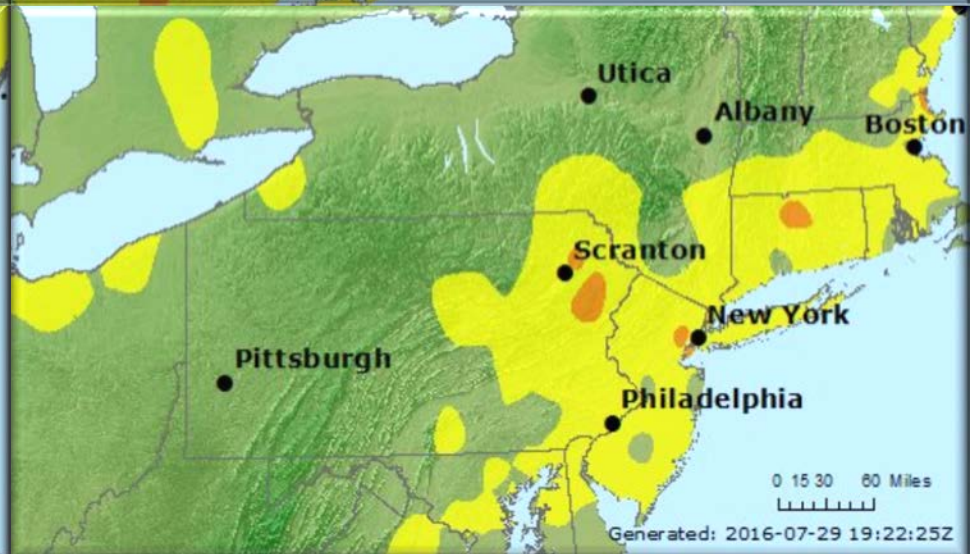 Utica
Albany
Boston
Scranton
New York
Pittsburgh
Philadelphia
0 15 30 60 Miles
Generated: 2016-07-29 19:22:25Z